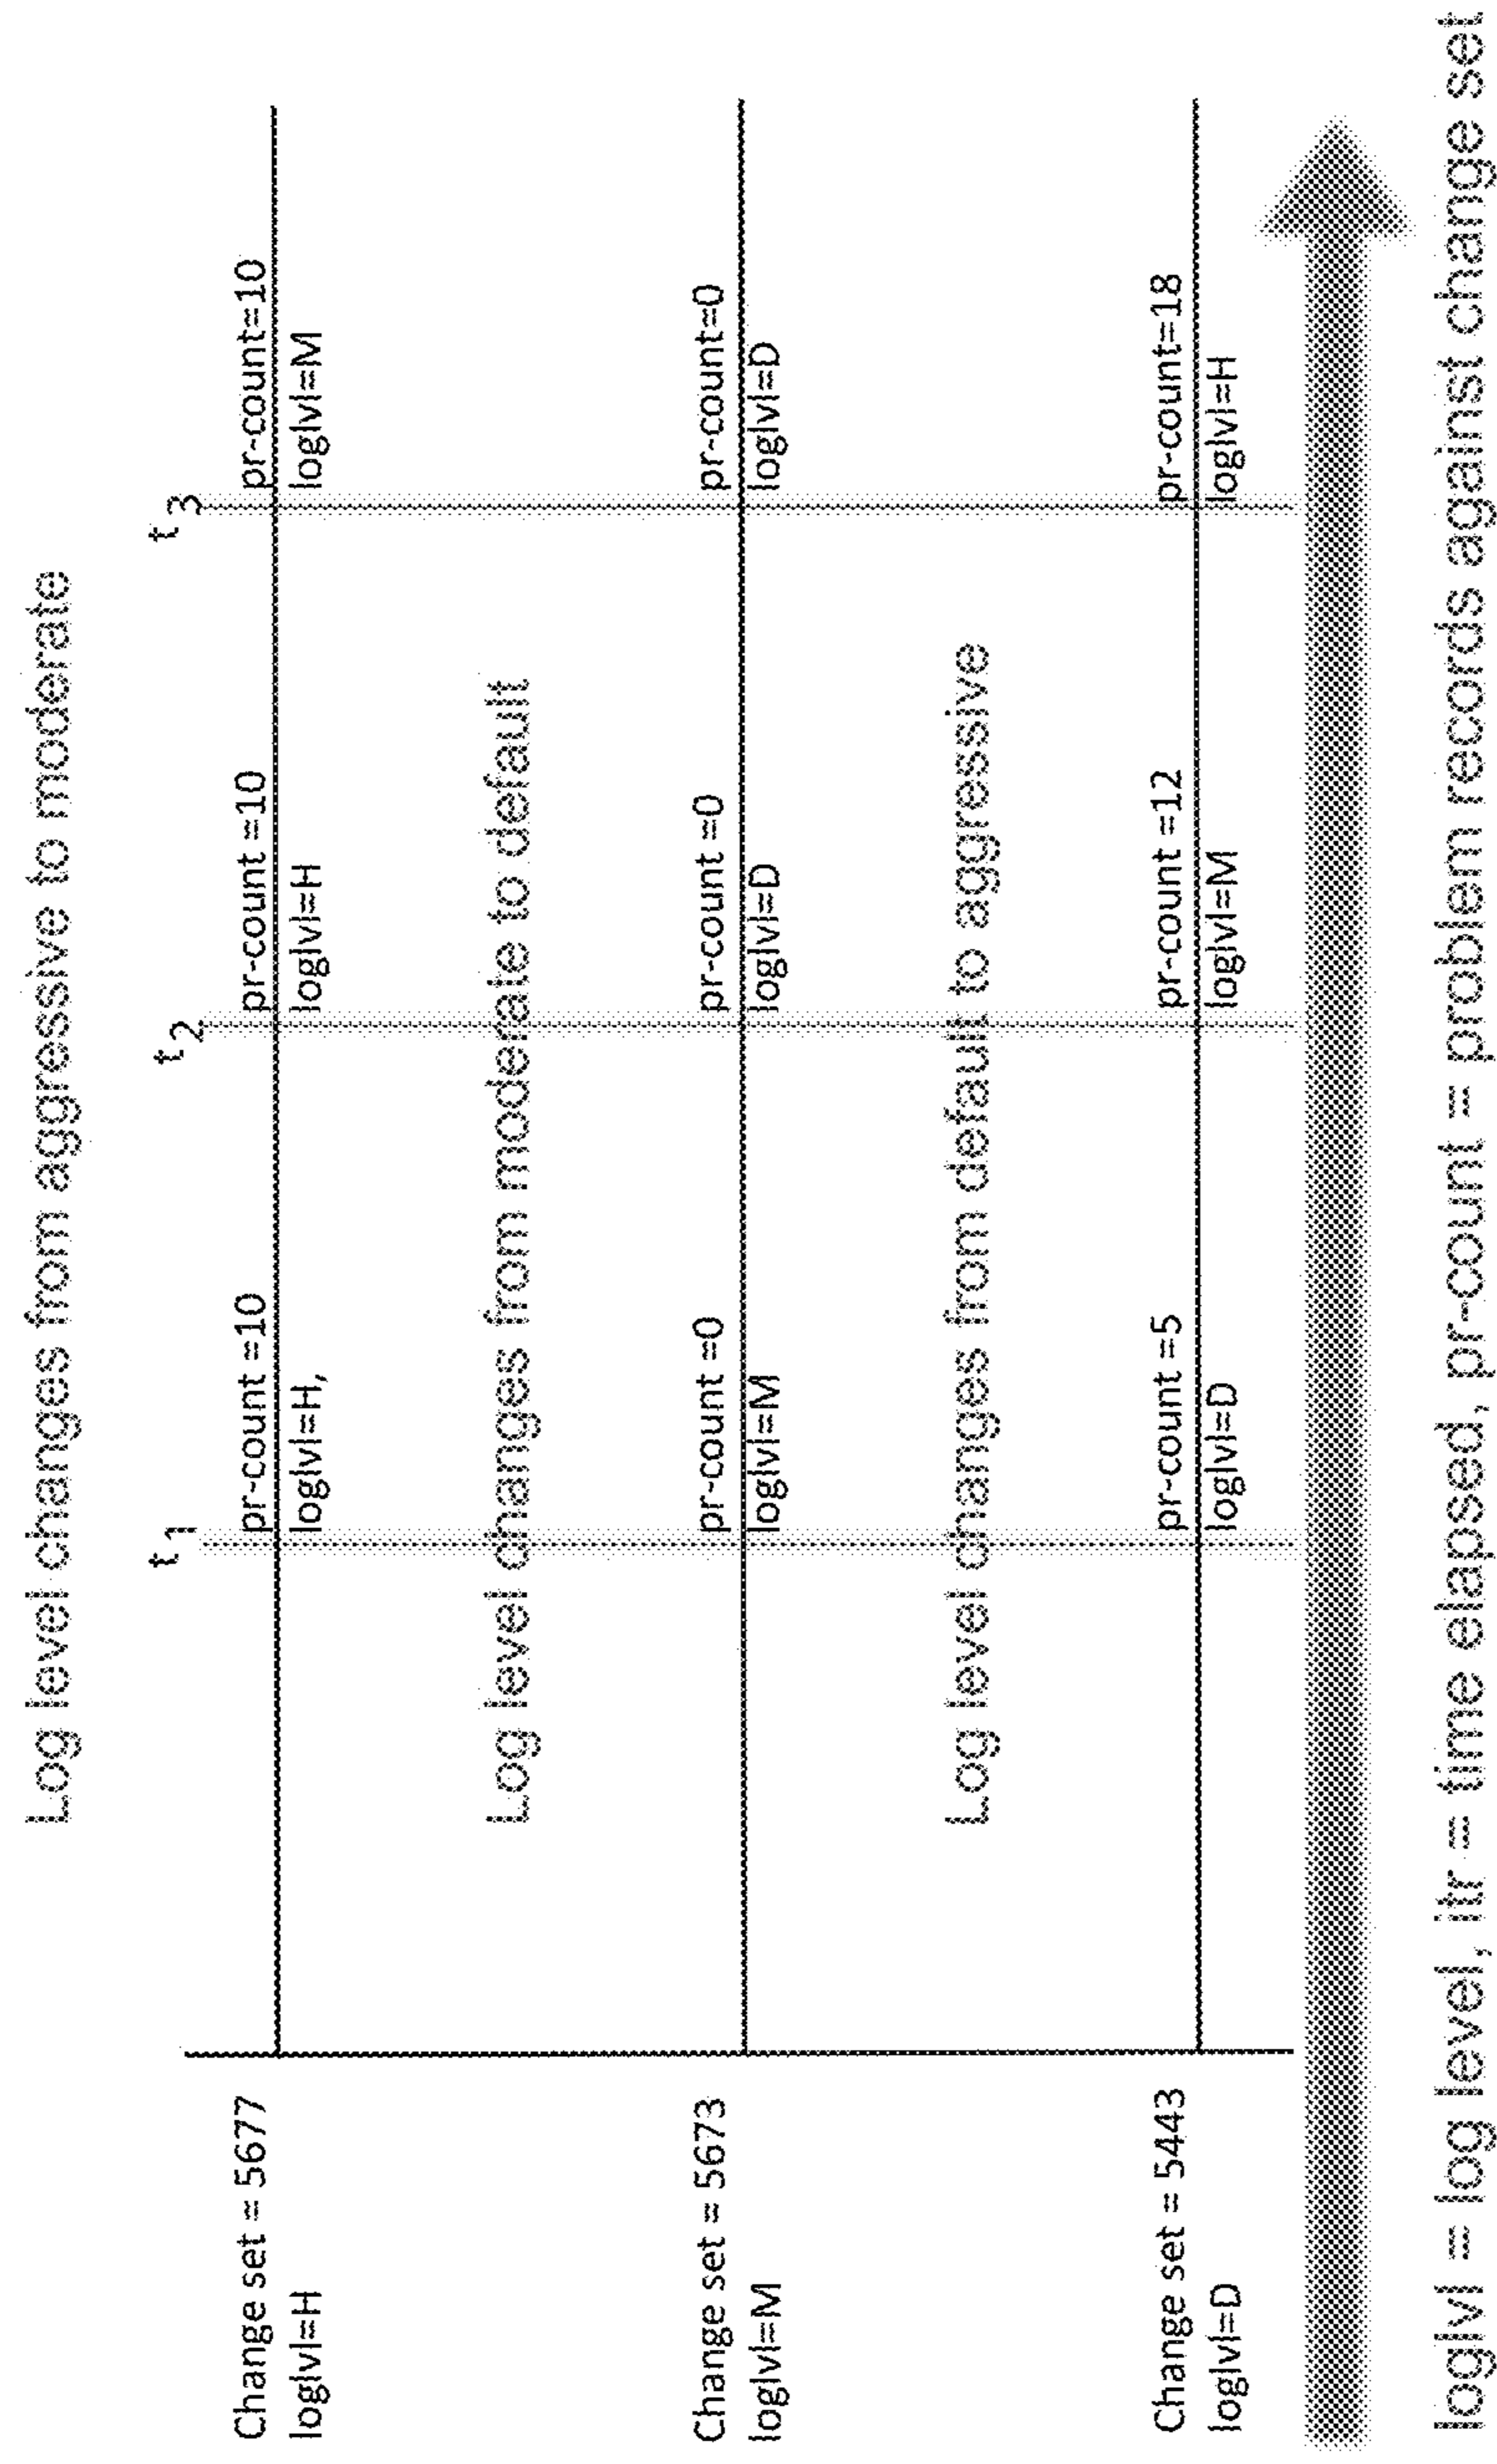 Log level changes from aggressive to moderate
t1
t2
t3
Change set = 5677
loglvl=H
pr-count =10
loglvl=H,
pr-count =10
loglvl=H
pr-count=10
loglvl=M
Log level changes from moderate to default
Change set = 5673
loglvl=M
pr-count =0
loglvl=M
pr-count =0
loglvl=D
pr-count=0
loglvl=D
Log level changes from default to aggressive
Change set = 5443
loglvl=D
pr-count =5
loglvl=D
pr-count =12
loglvl=M
pr-count=18
loglvl=H
loglvl = log level, itr = time elapsed, pr-count = problem records against change set